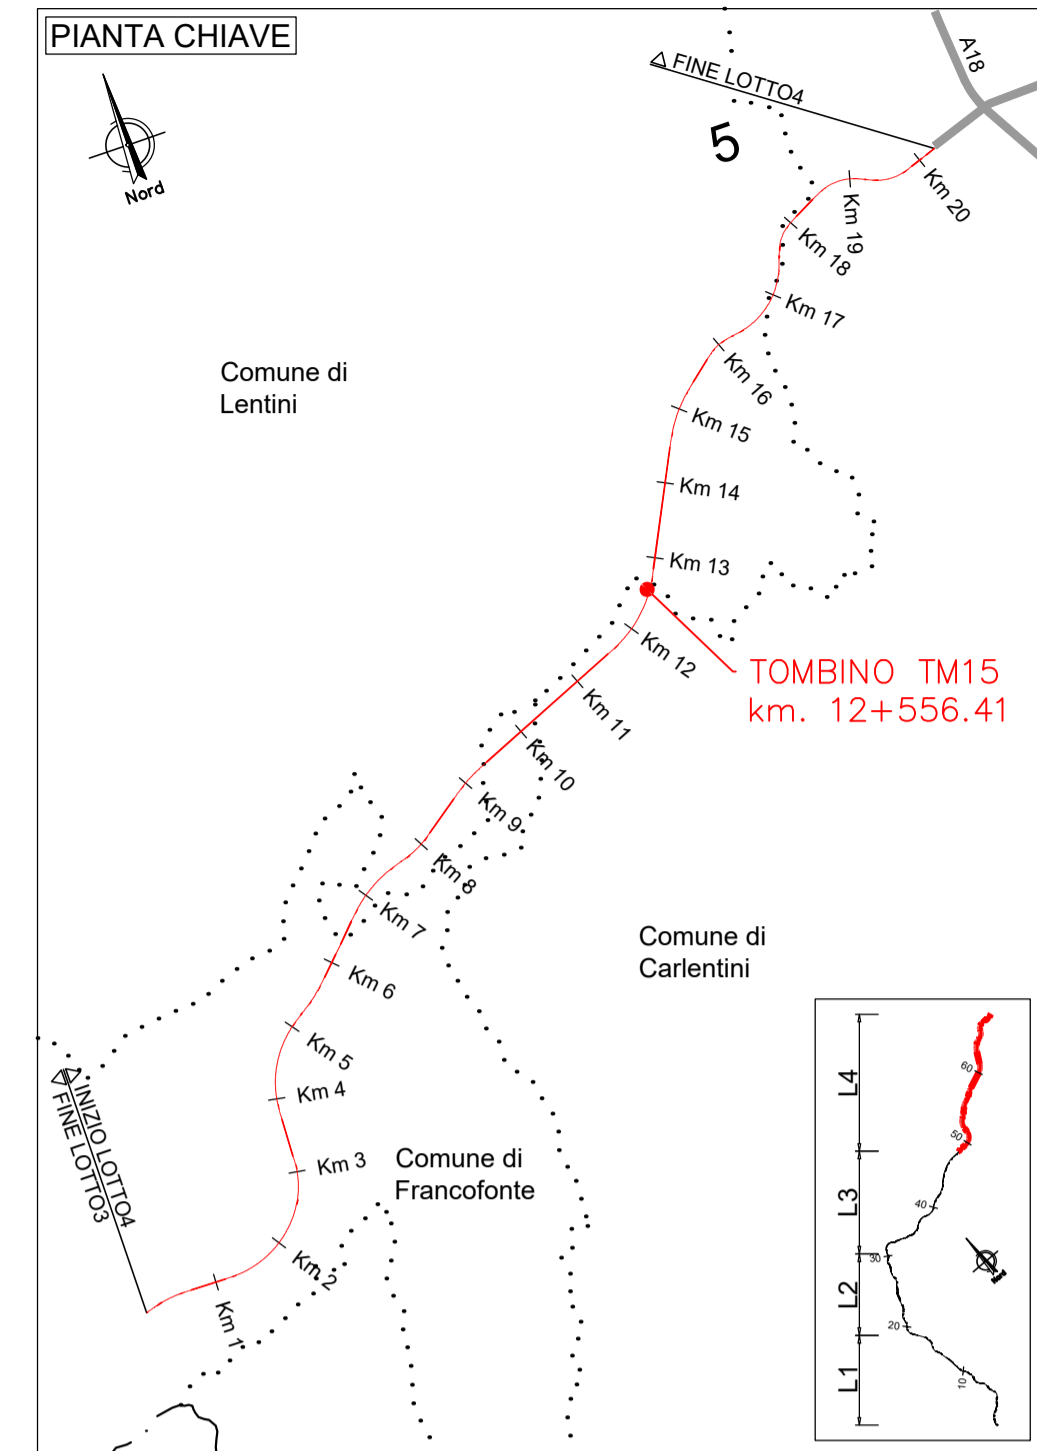 PIANTA CHIAVE
Nord
FINE LOTTO4
A18
5
Km 20
Km 19
Km 18
Km 17
Comune di
Lentini
Km 16
Km 15
Km 14
Km 13
Km 12
TOMBINO TM15
km. 12+556.41
Km 11
Km 10
Km 9
Km 8
Km 7
Comune di
Carlentini
Km 6
Km 5
Km 4
INIZIO LOTTO4
FINE LOTTO3
Km 3
Comune di
Francofonte
Km 2
Km 1
L4
60
50
L3
40
30
Nord
L2
20
L1
10